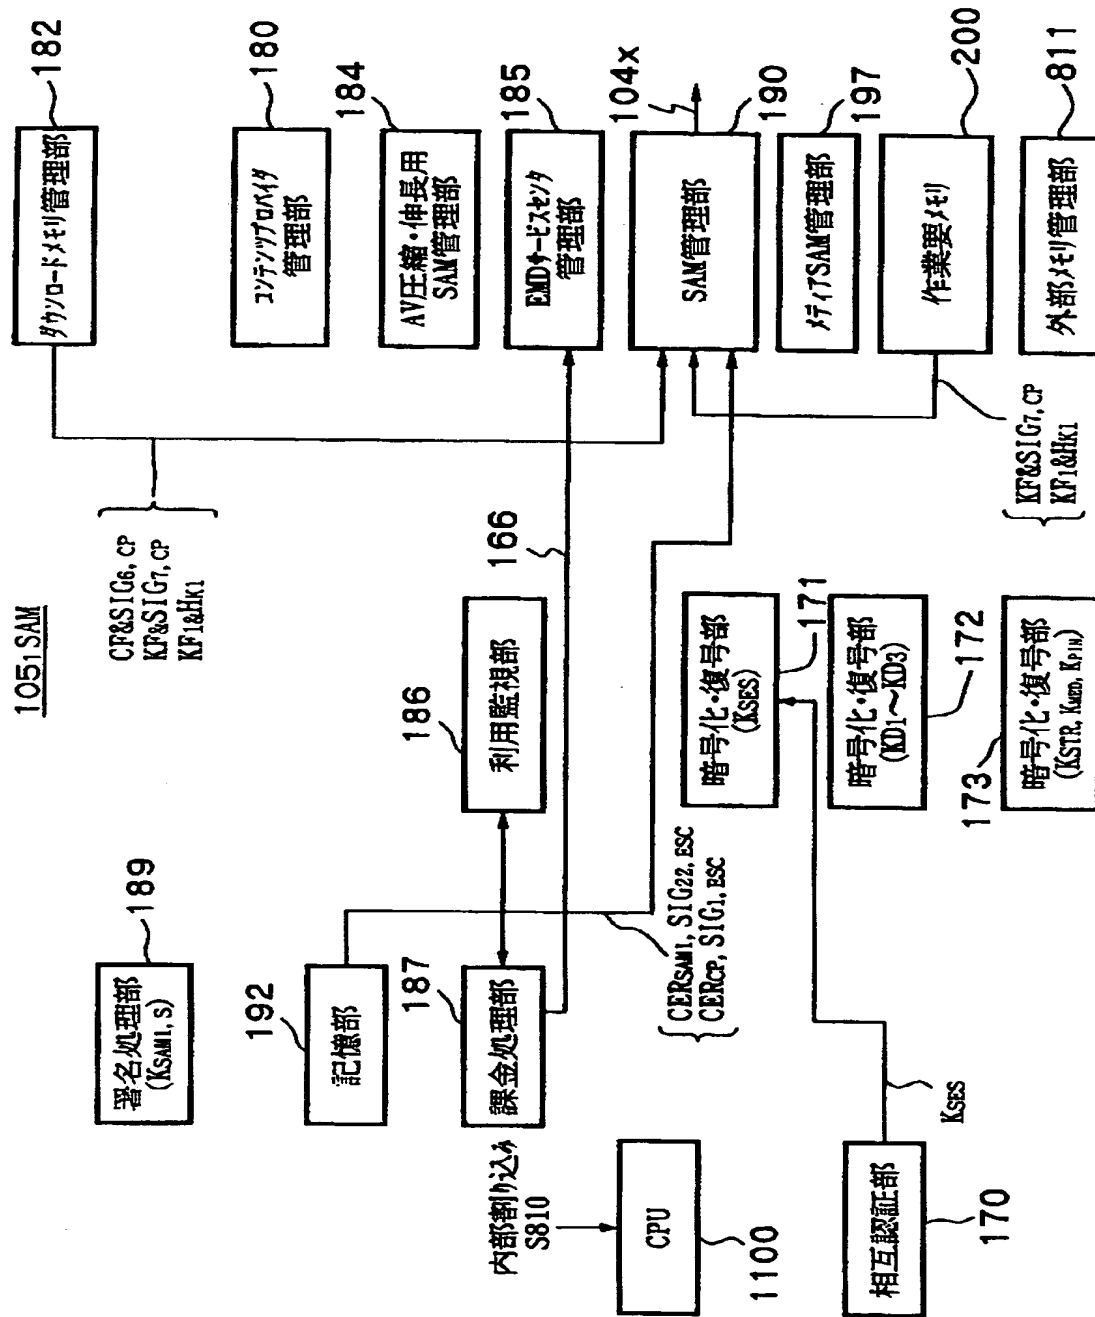 105₁SAM
CF&SIG6,CP
KF&SIG7,CP
KF1&HK1
ダウンロードメモリ管理部
182
コンテンツプロバイダ
管理部
180
AV圧縮・伸長用
SAM管理部
184
EMDサービスセンタ
管理部
185
SAM管理部
104x
190
メディアSAM管理部
197
作業要メモリ
200
外部メモリ管理部
811
KF&SIG7,CP
KF1&HK1
166
利用監視部
186
暗号化・復号部
(KSES)
171
暗号化・復号部
(KD1～KD3)
172
暗号化・復号部
(KSTR, KMED, KPIN)
173
署名処理部
(KSAM1,S)
189
記憶部
192
課金処理部
187
CERSAM1, SIG22,ESC
CERCP, SIG1,ESC
内部割り込み
S810
CPU
1100
相互認証部
170
KSES